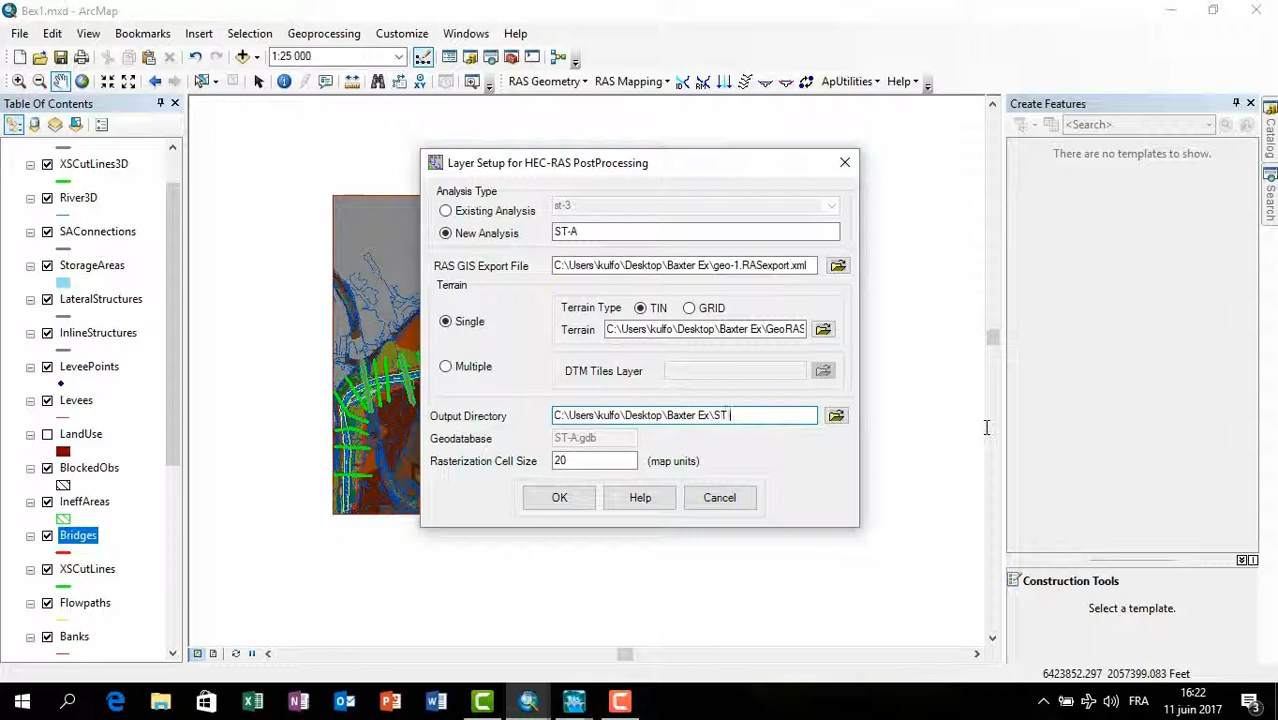 Bex1.mxd - ArcMap
File Edit View Bookmarks Insert Selection Geoprocessing Customize Windows Help
1:25 000
RAS Geometry RAS Mapping ApUtilities Help
Table Of Contents
XSCutLines3D
River3D
SAConnections
StorageAreas
LateralStructures
InlineStructures
LeveePoints
Levees
LandUse
BlockedObs
IneffAreas
Bridges
XSCutLines
Flowpaths
Banks
Layer Setup for HEC-RAS PostProcessing
Analysis Type
Existing Analysis st-3
New Analysis ST-A
RAS GIS Export File C:\Users\kulfo\Desktop\Baxter Ex\geo-1.RASexport.xml
Terrain
Single Terrain Type TIN GRID
Terrain C:\Users\kulfo\Desktop\Baxter Ex\GeoRAS
Multiple DTM Tiles Layer
Output Directory C:\Users\kulfo\Desktop\Baxter Ex\ST
Geodatabase ST-A.gdb
Rasterization Cell Size 20 (map units)
OK Help Cancel
Create Features
<Search>
There are no templates to show.
Construction Tools
Select a template.
Catalog
Search
6423852.297 2057399.083 Feet
FRA
16:22
11 juin 2017
3